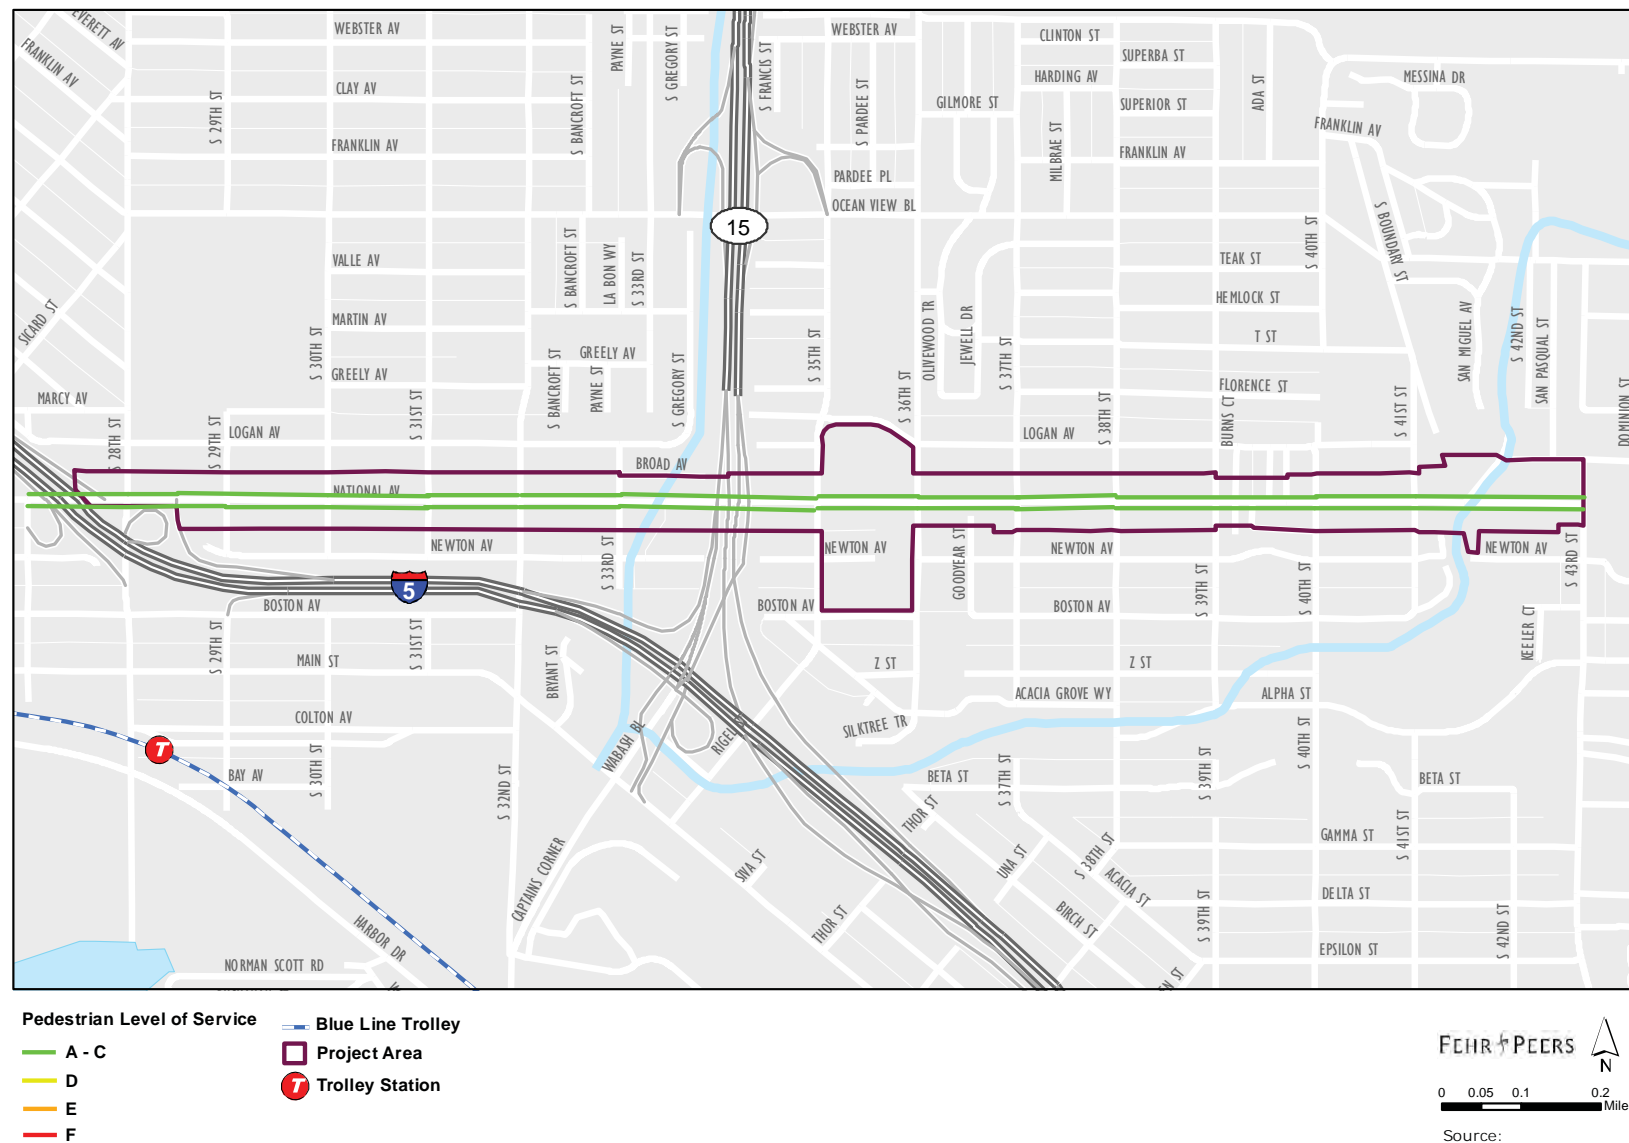 EVERETT AV
WEBSTER AV
PAYNE ST
S GREGORY ST
S FRANCIS ST
WEBSTER AV
CLINTON ST
SUPERBA ST
FRANKLIN AV
CLAY AV
S 29TH ST
S BANCROFT ST
S PARDEE ST
GILMORE ST
HARDING AV
SUPERIOR ST
ADA ST
MESSINA DR
FRANKLIN AV
FRANKLIN AV
MILBRAE ST
FRANKLIN AV
PARDEE PL
OCEAN VIEW BL
15
S BOUNDARY ST
S 40TH ST
VALLE AV
S BANCROFT ST
LA BON WY
S 33RD ST
TEAK ST
HEMLOCK ST
SICARD ST
MARTIN AV
S 30TH ST
GREELY AV
S 35TH ST
OLIVEWOOD TR
JEWELL DR
S 37TH ST
T ST
SAN MIGUEL AV
S 42ND ST
SAN PASQUAL ST
GREELY AV
S BANCROFT ST
PAYNE ST
S GREGORY ST
S 36TH ST
FLORENCE ST
MARCY AV
S 31ST ST
S 38TH ST
BURNS CT
S 41ST ST
DOMINION ST
S 28TH ST
S 29TH ST
LOGAN AV
LOGAN AV
BROAD AV
NATIONAL AV
NEWTON AV
S 33RD ST
NEWTON AV
GOODYEAR ST
NEWTON AV
NEWTON AV
S 43RD ST
5
BOSTON AV
BOSTON AV
BOSTON AV
S 39TH ST
S 40TH ST
S 29TH ST
S 31ST ST
KEELER CT
MAIN ST
BRYANT ST
Z ST
Z ST
ACACIA GROVE WY
ALPHA ST
COLTON AV
WABASH BL
SILKTREE TR
T
S 30TH ST
BAY AV
S 32ND ST
BETA ST
S 37TH ST
S 39TH ST
S 40TH ST
BETA ST
THOR ST
GAMMA ST
S 41ST ST
CAPTAINS CORNER
SIVA ST
UNA ST
S 38TH ST
ACACIA ST
DELTA ST
HARBOR DR
THOR ST
BIRCH ST
S 39TH ST
S 42ND ST
NORMAN SCOTT RD
EPSILON ST
Pedestrian Level of Service
A - C
D
E
F
Blue Line Trolley
Project Area
T Trolley Station
FEHR PEERS
N
0 0.05 0.1 0.2
Mile
Source: